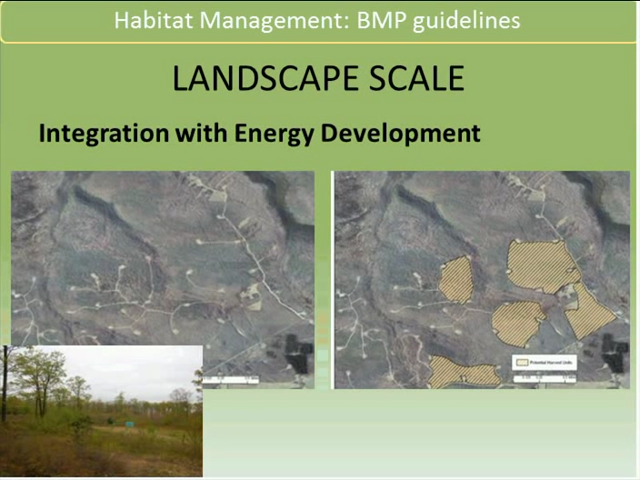 Habitat Management: BMP guidelines
LANDSCAPE SCALE
Integration with Energy Development
Potential Harvest Units